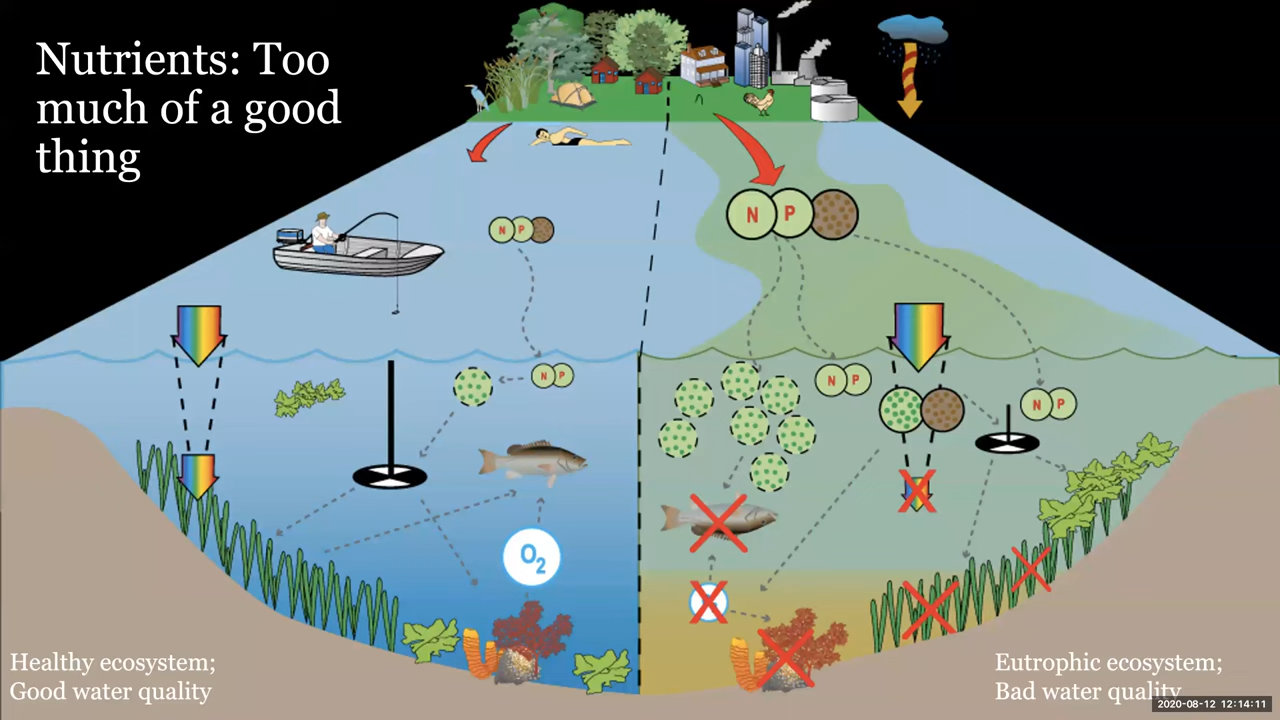 Nutrients: Too
much of a good
thing
N P
N P
N P
N P
N P
O2
Healthy ecosystem;
Good water quality
Eutrophic ecosystem;
Bad water quality
2020-08-12 12:14:11